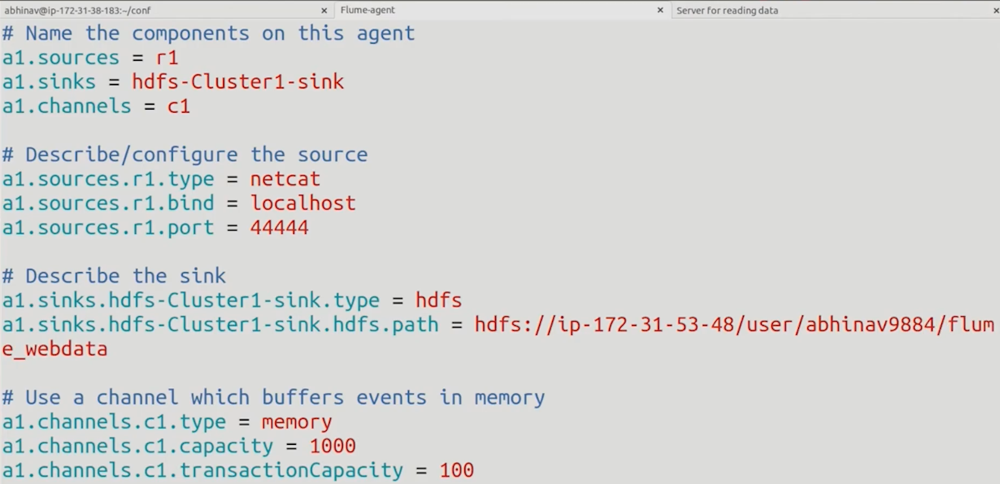 abhinav@ip-172-31-38-183:~/conf × Flume-agent × Server for reading data ×
# Name the components on this agent
a1.sources = r1
a1.sinks = hdfs-Cluster1-sink
a1.channels = c1
# Describe/configure the source
a1.sources.r1.type = netcat
a1.sources.r1.bind = localhost
a1.sources.r1.port = 44444
# Describe the sink
a1.sinks.hdfs-Cluster1-sink.type = hdfs
a1.sinks.hdfs-Cluster1-sink.hdfs.path = hdfs://ip-172-31-53-48/user/abhinav9884/flum
e_webdata
# Use a channel which buffers events in memory
a1.channels.c1.type = memory
a1.channels.c1.capacity = 1000
a1.channels.c1.transactionCapacity = 100